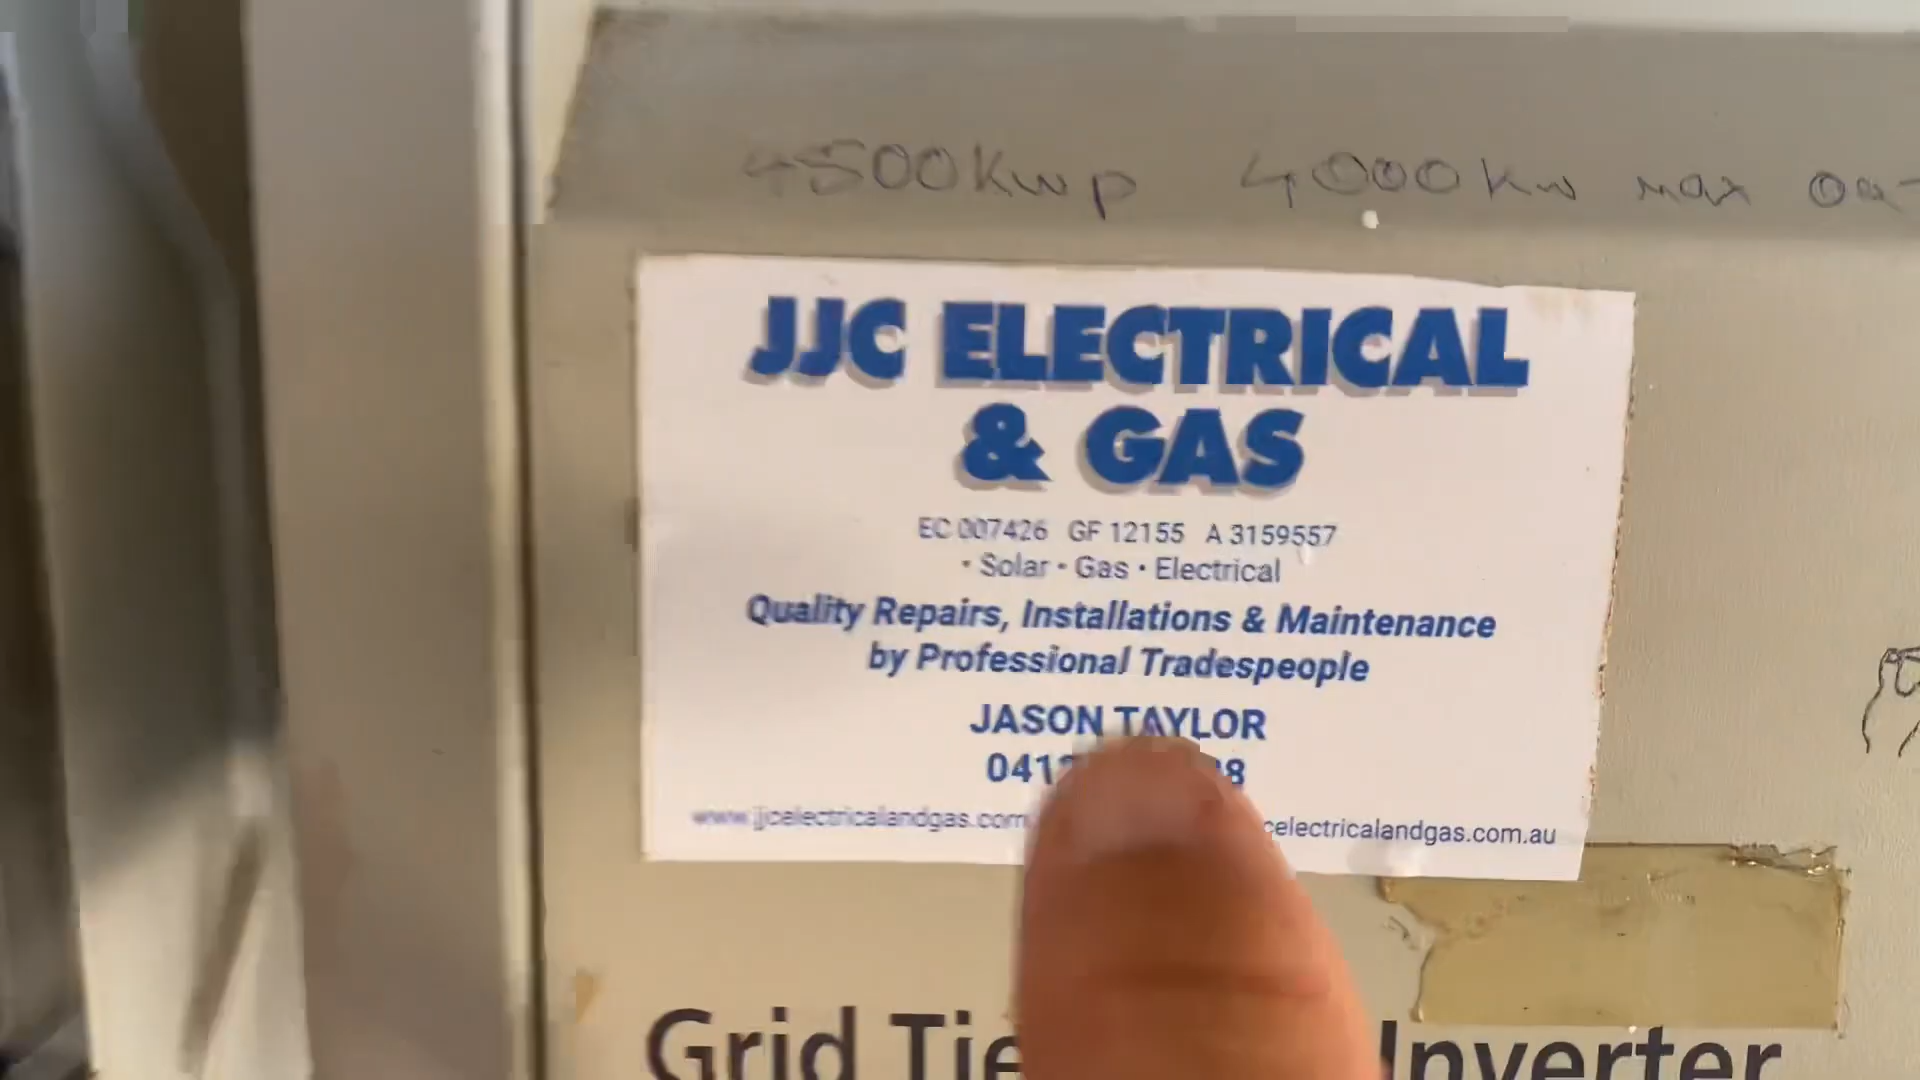 4500Kwp 4000Kw max
JJC ELECTRICAL
& GAS
EC 007426 GF 12155 A 3159557
• Solar • Gas • Electrical
Quality Repairs, Installations & Maintenance
by Professional Tradespeople
JASON TAYLOR
www.jjcelectricalandgas.com celectricalandgas.com.au
Grid Tie Inverter